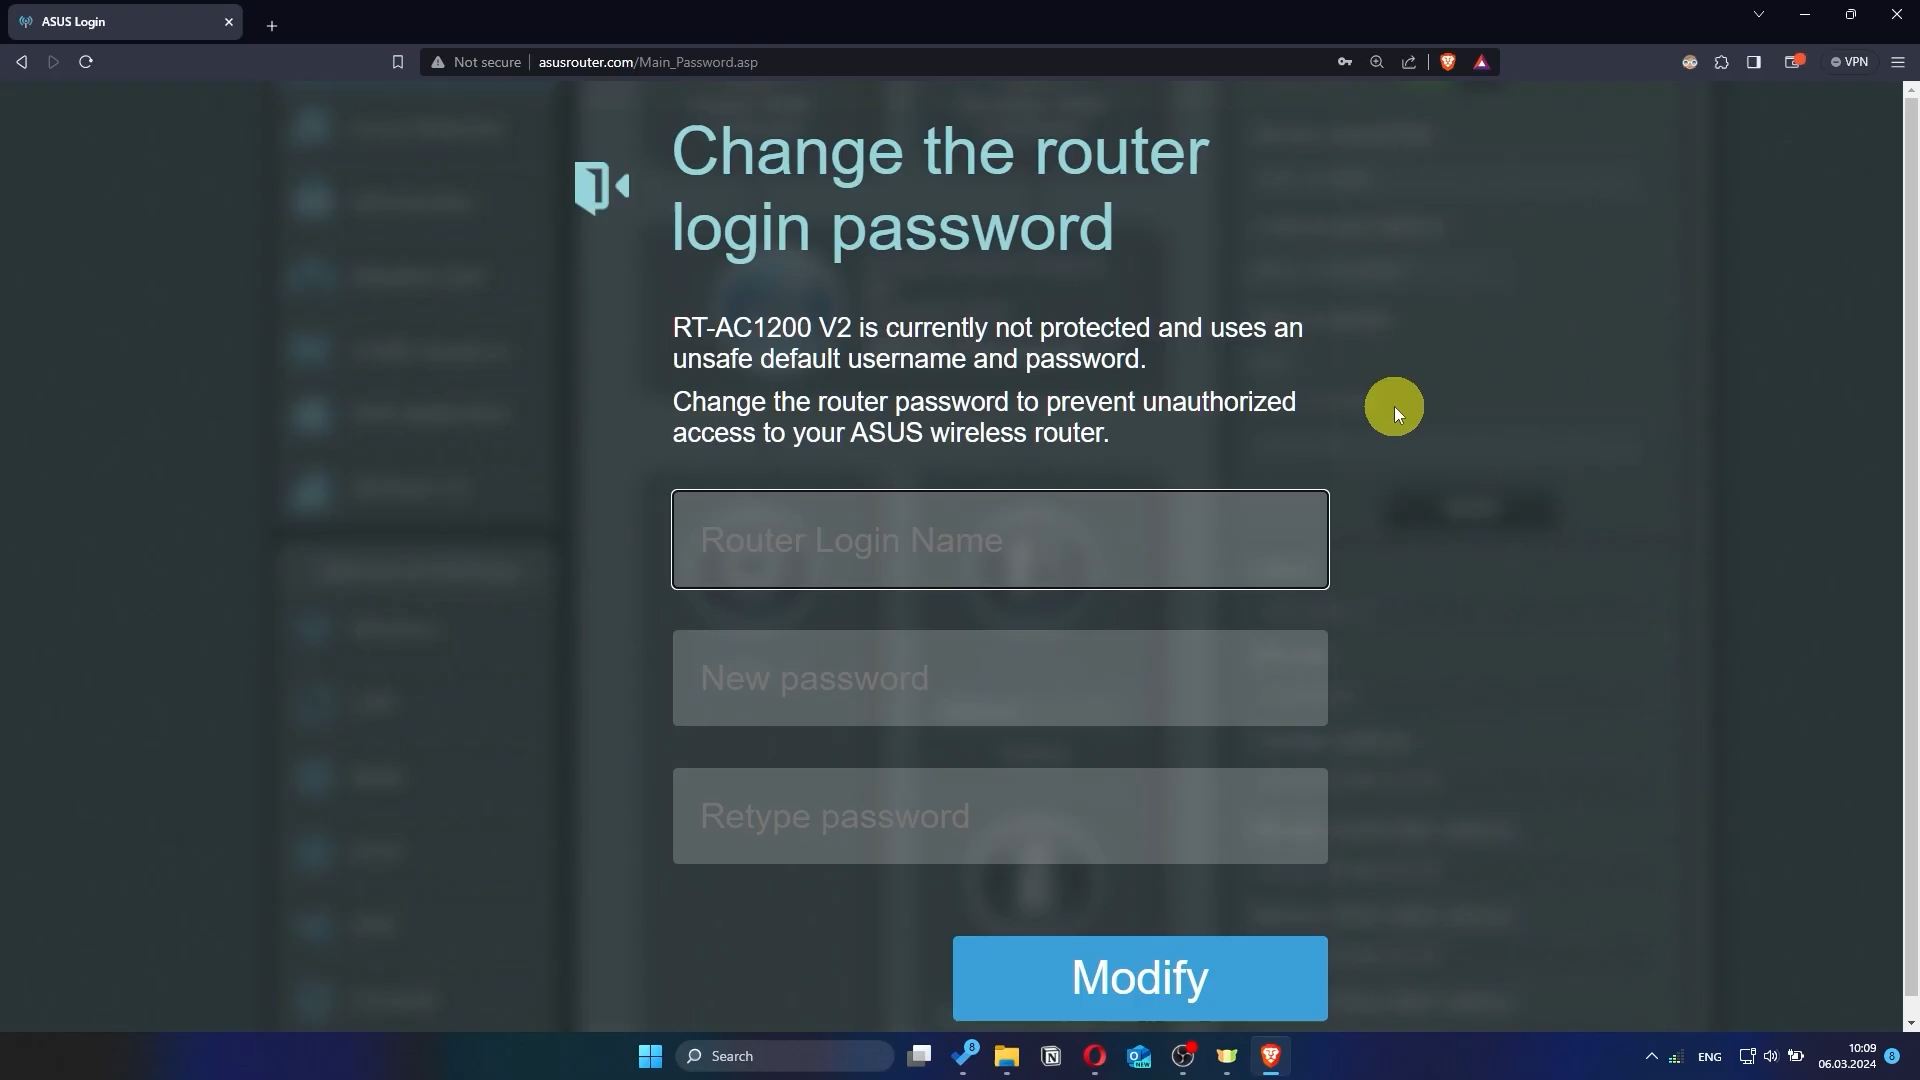 ASUS Login
Not secure
asusrouter.com/Main_Password.asp
VPN
Change the router
login password
RT-AC1200 V2 is currently not protected and uses an
unsafe default username and password.
Change the router password to prevent unauthorized
access to your ASUS wireless router.
Router Login Name
New password
Retype password
Modify
Search
8
NEW
ENG
10:09
06.03.2024
8